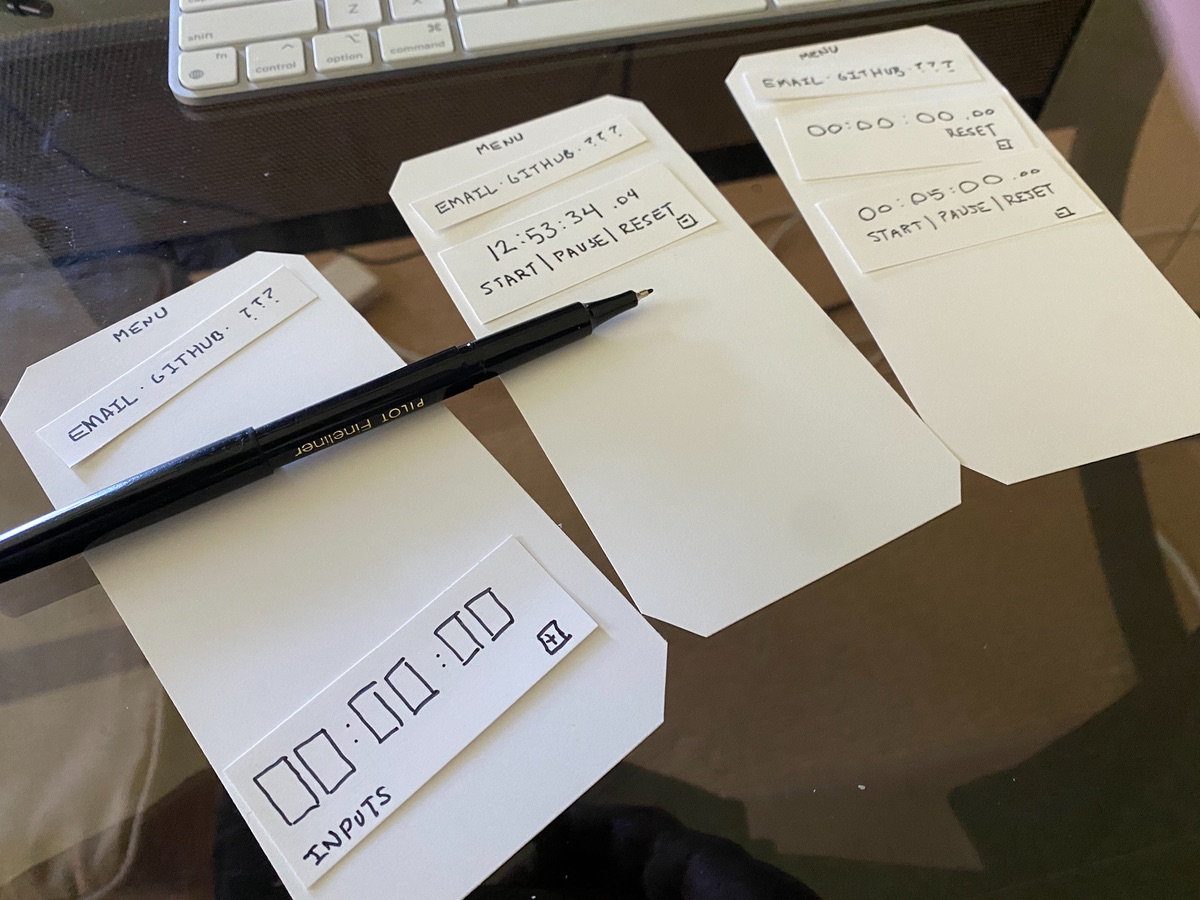 Z
X
shift
fn
control
option
⌘
command
MENU
EMAIL · GITHUB · ???
INPUTS
MENU
EMAIL · GITHUB · ???
12:53:34 .04
START | PAUSE | RESET
MENU
EMAIL · GITHUB · ???
00:00:00 .00
RESET
00:05:00 .00
START | PAUSE | RESET
PILOT Fineliner